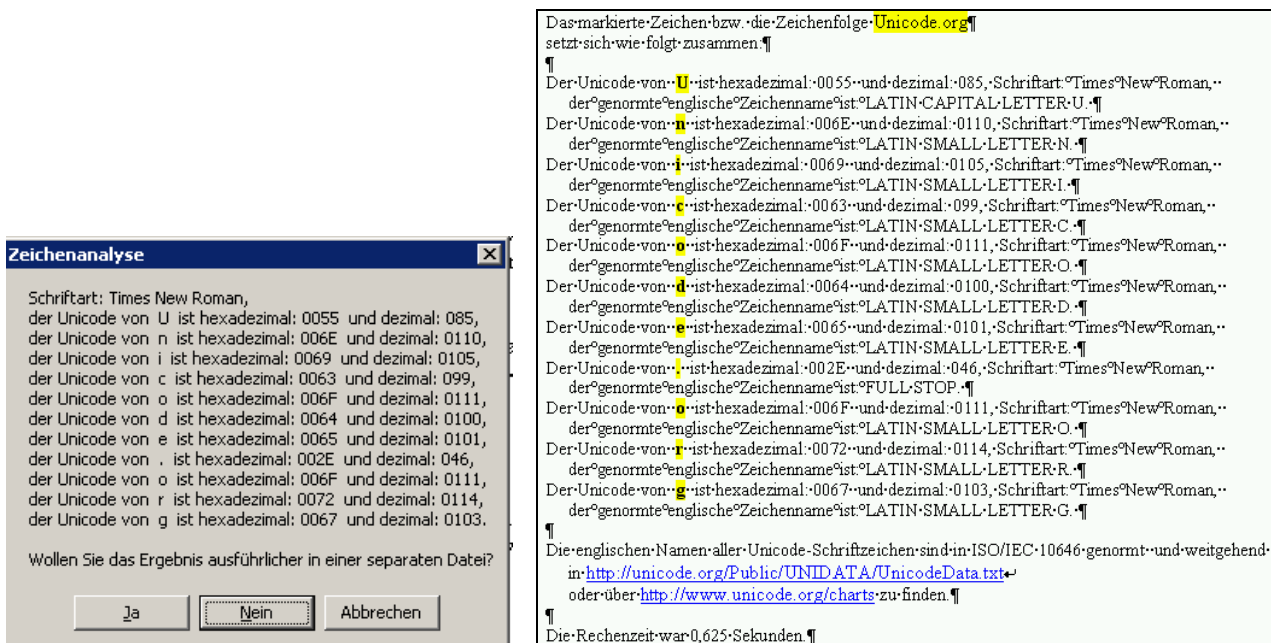 Zeichenanalyse
Schriftart: Times New Roman,
der Unicode von U ist hexadezimal: 0055 und dezimal: 085,
der Unicode von n ist hexadezimal: 006E und dezimal: 0110,
der Unicode von i ist hexadezimal: 0069 und dezimal: 0105,
der Unicode von c ist hexadezimal: 0063 und dezimal: 099,
der Unicode von o ist hexadezimal: 006F und dezimal: 0111,
der Unicode von d ist hexadezimal: 0064 und dezimal: 0100,
der Unicode von e ist hexadezimal: 0065 und dezimal: 0101,
der Unicode von . ist hexadezimal: 002E und dezimal: 046,
der Unicode von o ist hexadezimal: 006F und dezimal: 0111,
der Unicode von r ist hexadezimal: 0072 und dezimal: 0114,
der Unicode von g ist hexadezimal: 0067 und dezimal: 0103.
Wollen Sie das Ergebnis ausführlicher in einer separaten Datei?
Ja
Nein
Abbrechen
Das·markierte·Zeichen·bzw.·die·Zeichenfolge·Unicode.org¶
setzt·sich·wie·folgt·zusammen:¶
¶
Der·Unicode·von··U··ist·hexadezimal:·0055··und·dezimal:·085,·Schriftart:°Times°New°Roman,··
der°genormte°englische°Zeichenname°ist:°LATIN·CAPITAL·LETTER·U.·¶
Der·Unicode·von··n··ist·hexadezimal:·006E··und·dezimal:·0110,·Schriftart:°Times°New°Roman,··
der°genormte°englische°Zeichenname°ist:°LATIN·SMALL·LETTER·N.·¶
Der·Unicode·von··i··ist·hexadezimal:·0069··und·dezimal:·0105,·Schriftart:°Times°New°Roman,··
der°genormte°englische°Zeichenname°ist:°LATIN·SMALL·LETTER·I.·¶
Der·Unicode·von··c··ist·hexadezimal:·0063··und·dezimal:·099,·Schriftart:°Times°New°Roman,··
der°genormte°englische°Zeichenname°ist:°LATIN·SMALL·LETTER·C.·¶
Der·Unicode·von··o··ist·hexadezimal:·006F··und·dezimal:·0111,·Schriftart:°Times°New°Roman,··
der°genormte°englische°Zeichenname°ist:°LATIN·SMALL·LETTER·O.·¶
Der·Unicode·von··d··ist·hexadezimal:·0064··und·dezimal:·0100,·Schriftart:°Times°New°Roman,··
der°genormte°englische°Zeichenname°ist:°LATIN·SMALL·LETTER·D.·¶
Der·Unicode·von··e··ist·hexadezimal:·0065··und·dezimal:·0101,·Schriftart:°Times°New°Roman,··
der°genormte°englische°Zeichenname°ist:°LATIN·SMALL·LETTER·E.·¶
Der·Unicode·von··.··ist·hexadezimal:·002E··und·dezimal:·046,·Schriftart:°Times°New°Roman,··
der°genormte°englische°Zeichenname°ist:°FULL·STOP.·¶
Der·Unicode·von··o··ist·hexadezimal:·006F··und·dezimal:·0111,·Schriftart:°Times°New°Roman,··
der°genormte°englische°Zeichenname°ist:°LATIN·SMALL·LETTER·O.·¶
Der·Unicode·von··r··ist·hexadezimal:·0072··und·dezimal:·0114,·Schriftart:°Times°New°Roman,··
der°genormte°englische°Zeichenname°ist:°LATIN·SMALL·LETTER·R.·¶
Der·Unicode·von··g··ist·hexadezimal:·0067··und·dezimal:·0103,·Schriftart:°Times°New°Roman,··
der°genormte°englische°Zeichenname°ist:°LATIN·SMALL·LETTER·G.·¶
¶
Die·englischen·Namen·aller·Unicode-Schriftzeichen·sind·in·ISO/IEC·10646·genormt··und·weitgehend·
in·http://unicode.org/Public/UNIDATA/UnicodeData.txt↵
oder·über·http://www.unicode.org/charts·zu·finden.¶
¶
Die·Rechenzeit·war·0,625·Sekunden.¶